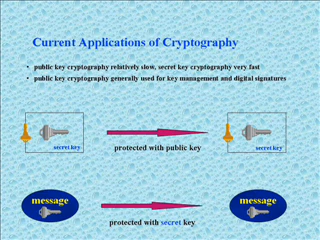 Current Applications of Cryptography
• public key cryptography relatively slow, secret key cryptography very fast
• public key cryptography generally used for key management and digital signatures
secret key
secret key
protected with public key
message
message
protected with secret key